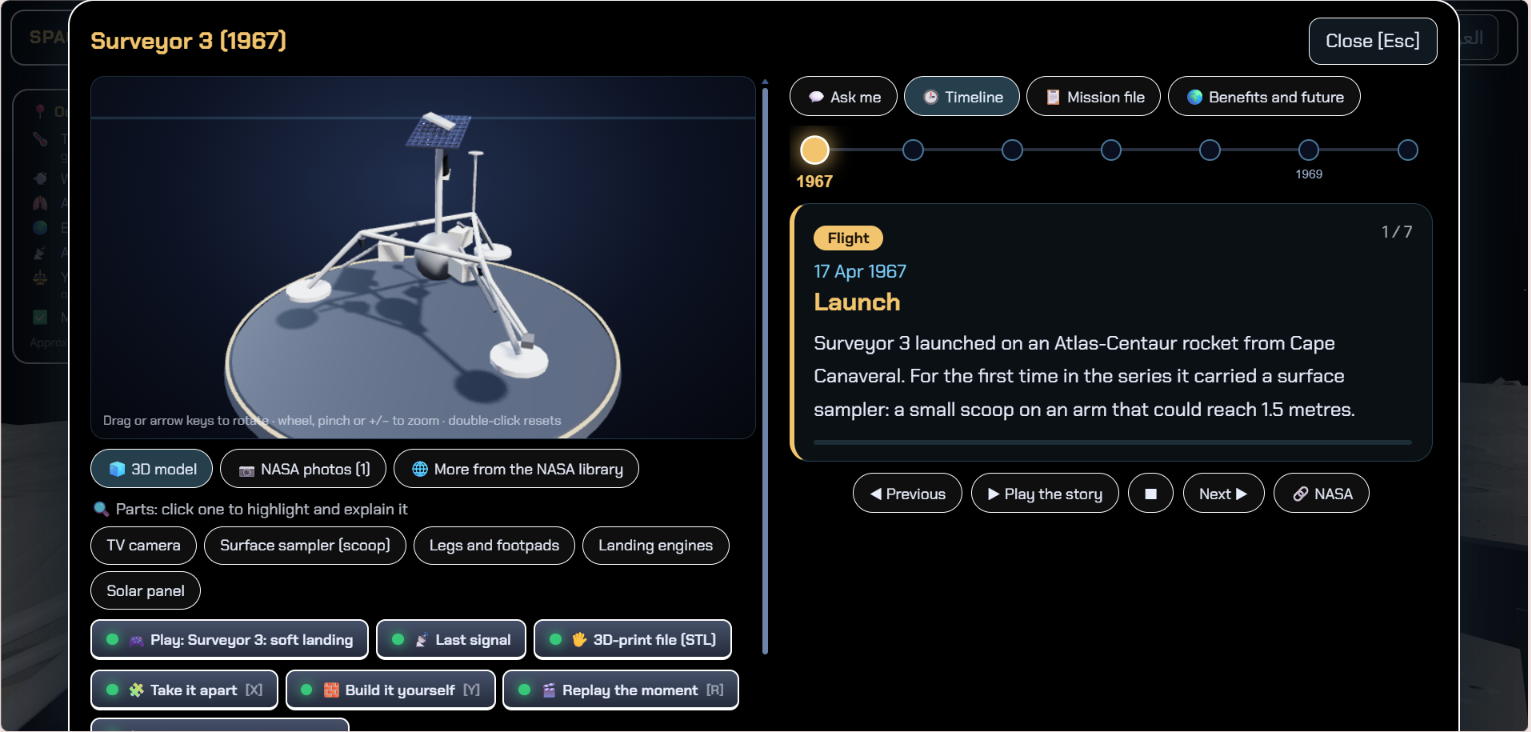 SPA
Surveyor 3 (1967)
Close [Esc]
العر
Drag or arrow keys to rotate · wheel, pinch or +/− to zoom · double-click resets
3D model
NASA photos (1)
More from the NASA library
Parts: click one to highlight and explain it
TV camera
Surface sampler (scoop)
Legs and footpads
Landing engines
Solar panel
Play: Surveyor 3: soft landing
Last signal
3D-print file (STL)
Take it apart [X]
Build it yourself [Y]
Replay the moment [R]
Ask me
Timeline
Mission file
Benefits and future
1967
1969
Flight
1 / 7
17 Apr 1967
Launch
Surveyor 3 launched on an Atlas-Centaur rocket from Cape
Canaveral. For the first time in the series it carried a surface
sampler: a small scoop on an arm that could reach 1.5 metres.
Previous
Play the story
Next
NASA